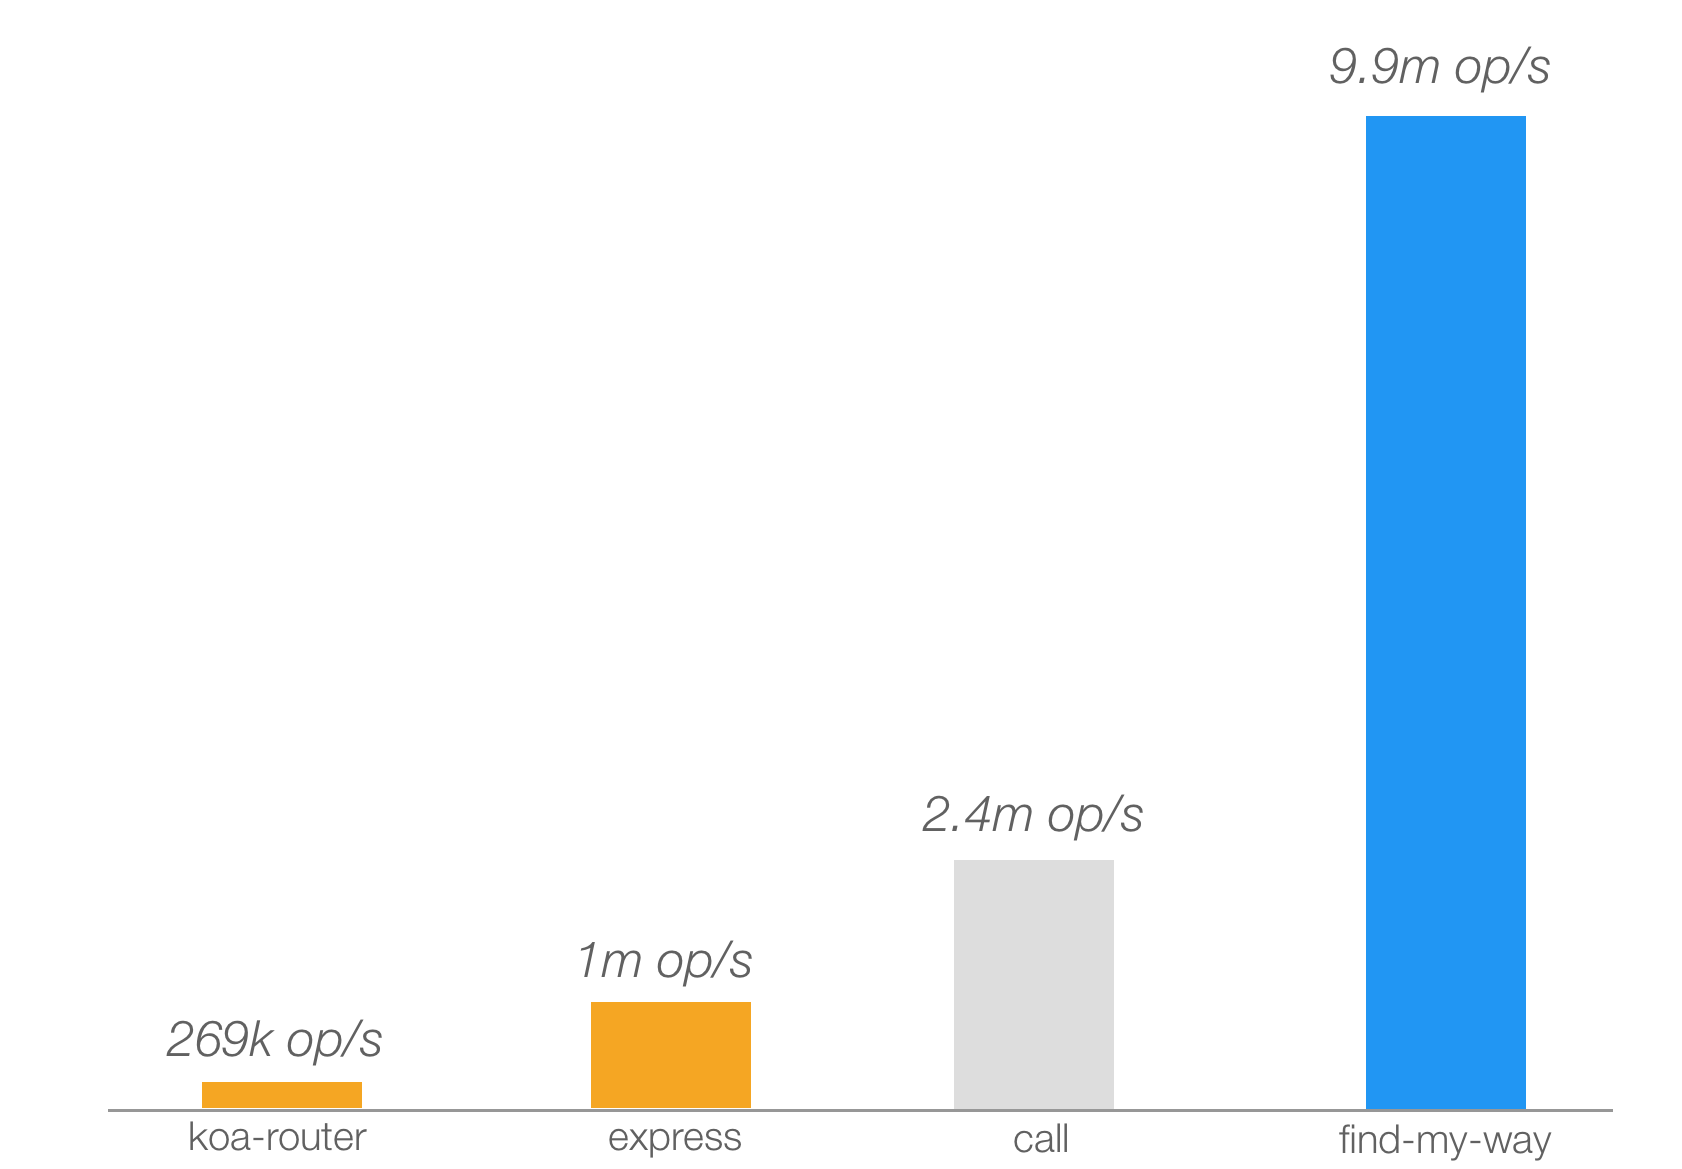 9.9m op/s
2.4m op/s
1m op/s
269k op/s
koa-router
express
call
find-my-way